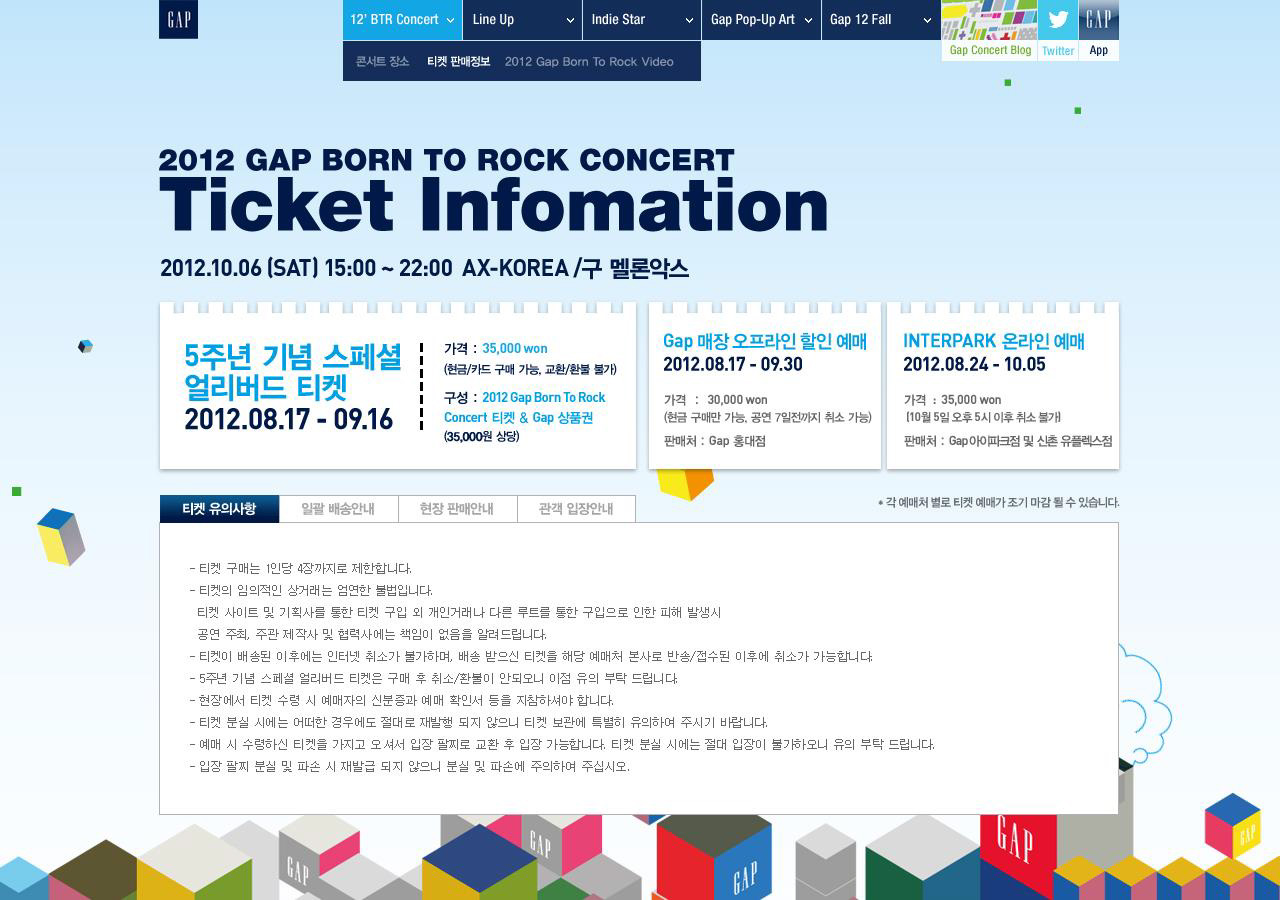 GAP
12' BTR Concert
Line Up
Indie Star
Gap Pop-Up Art
Gap 12 Fall
Gap Concert Blog
Twitter
GAP
App
콘서트 장소
티켓 판매정보
2012 Gap Born To Rock Video
2012 GAP BORN TO ROCK CONCERT
Ticket Infomation
2012.10.06 (SAT) 15:00 ~ 22:00 AX-KOREA /구 멜론악스
5주년 기념 스페셜
얼리버드 티켓
2012.08.17 - 09.16
가격 : 35,000 won
(현금/카드 구매 가능, 교환/환불 불가)
구성 : 2012 Gap Born To Rock
Concert 티켓 & Gap 상품권
(35,000원 상당)
Gap 매장 오프라인 할인 예매
2012.08.17 - 09.30
가격 : 30,000 won
(현금 구매만 가능, 공연 7일전까지 취소 가능)
판매처 : Gap 홍대점
INTERPARK 온라인 예매
2012.08.24 - 10.05
가격 : 35,000 won
(10월 5일 오후 5시 이후 취소 불가)
판매처 : Gap아이파크점 및 신촌 유플렉스점
티켓 유의사항
일괄 배송안내
현장 판매안내
관객 입장안내
* 각 예매처 별로 티켓 예매가 조기 마감 될 수 있습니다.
- 티켓 구매는 1인당 4장까지로 제한합니다.
- 티켓의 임의적인 상거래는 엄연한 불법입니다.
티켓 사이트 및 기획사를 통한 티켓 구입 외 개인거래나 다른 루트를 통한 구입으로 인한 피해 발생시
공연 주최, 주관 제작사 및 협력사에는 책임이 없음을 알려드립니다.
- 티켓이 배송된 이후에는 인터넷 취소가 불가하며, 배송 받으신 티켓을 해당 예매처 본사로 반송/접수된 이후에 취소가 가능합니다.
- 5주년 기념 스페셜 얼리버드 티켓은 구매 후 취소/환불이 안되오니 이점 유의 부탁 드립니다.
- 현장에서 티켓 수령 시 예매자의 신분증과 예매 확인서 등을 지참하셔야 합니다.
- 티켓 분실 시에는 어떠한 경우에도 절대로 재발행 되지 않으니 티켓 보관에 특별히 유의하여 주시기 바랍니다.
- 예매 시 수령하신 티켓을 가지고 오셔서 입장 팔찌로 교환 후 입장 가능합니다. 티켓 분실 시에는 절대 입장이 불가하오니 유의 부탁 드립니다.
- 입장 팔찌 분실 및 파손 시 재발급 되지 않으니 분실 및 파손에 주의하여 주십시오.
GAP
GAP
GAP
GAP
GAP